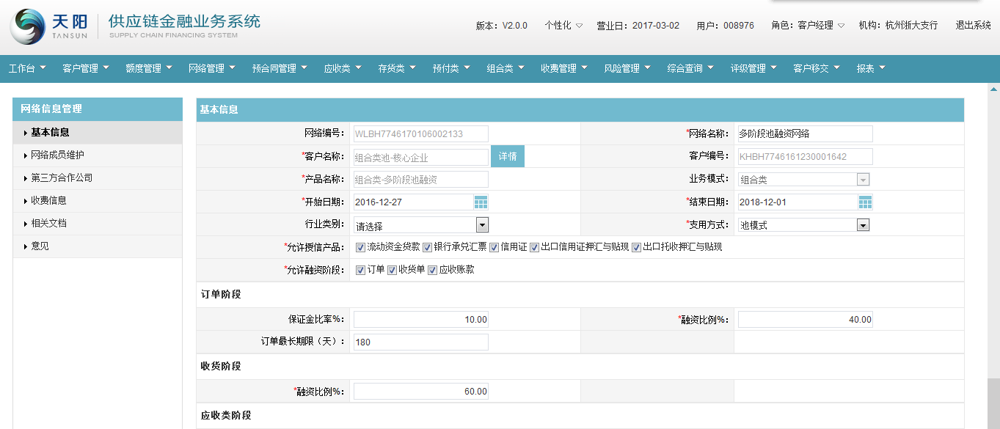 天阳 TANSUN 供应链金融业务系统 SUPPLY CHAIN FINANCING SYSTEM
版本：V2.0.0 个性化 营业日：2017-03-02 用户：008976 角色：客户经理 机构：杭州浙大支行 退出系统
工作台 客户管理 额度管理 网络管理 预合同管理 应收类 存货类 预付类 组合类 收费管理 风险管理 综合查询 评级管理 客户移交 报表
网络信息管理
基本信息
网络成员维护
第三方合作公司
收费信息
相关文档
意见
基本信息
网络编号： WLBH7746170106002133 *网络名称： 多阶段池融资网络
*客户名称： 组合类池-核心企业 详情 客户编号： KHBH7746161230001642
*产品名称： 组合类-多阶段池融资 业务模式： 组合类
*开始日期： 2016-12-27 *结束日期： 2018-12-01
行业类别： 请选择 *支用方式： 池模式
*允许授信产品： 流动资金贷款 银行承兑汇票 信用证 出口信用证押汇与贴现 出口托收押汇与贴现
*允许融资阶段： 订单 收货单 应收账款
订单阶段
保证金比率%： 10.00 *融资比例%： 40.00
订单最长期限（天）： 180
收货阶段
*融资比例%： 60.00
应收类阶段